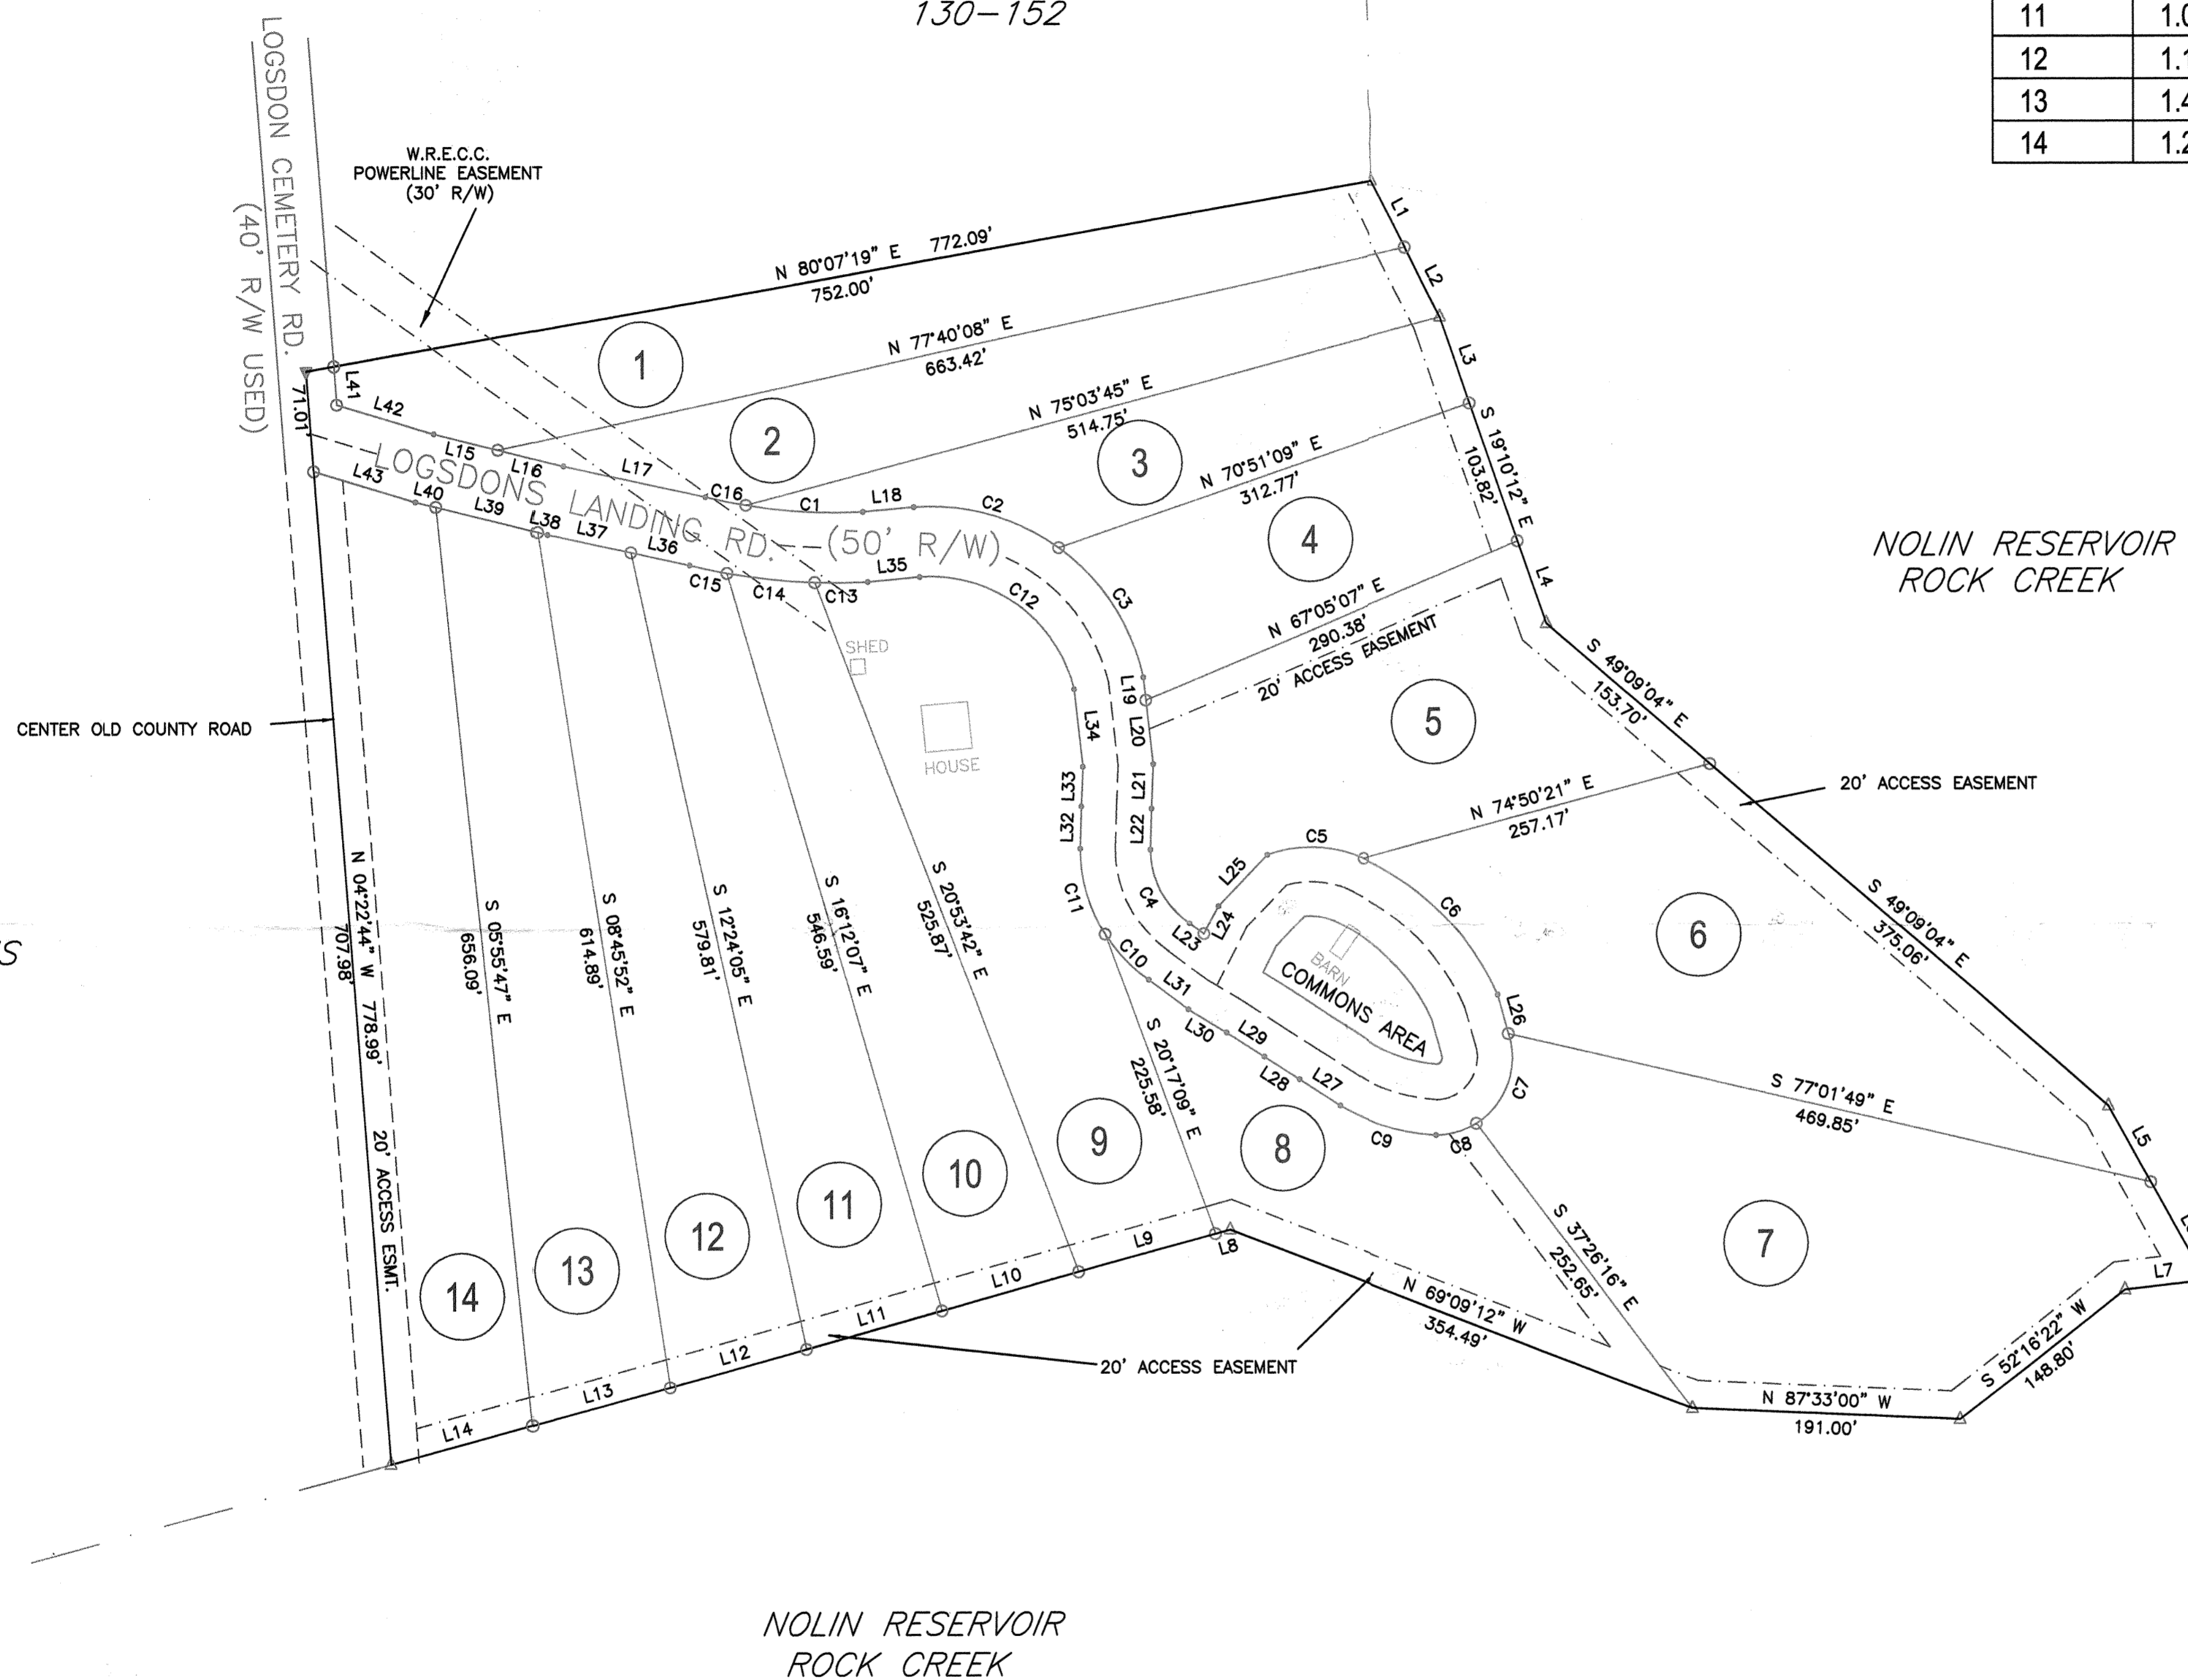 130-152
11 1.0
12 1.1
13 1.4
14 1.2
LOGSDON CEMETERY RD.
(40' R/W USED)
W.R.E.C.C.
POWERLINE EASEMENT
(30' R/W)
N 80°07'19" E 772.09'
752.00'
L1
L2
1
N 77°40'08" E
663.42'
L3
L41
71.01'
L42
L15
L16
L17
2
N 75°03'45" E
514.75'
3
S 19°10'12" E
103.82'
LOGSDONS LANDING RD. (50' R/W)
C16
C1
L18
C2
N 70°51'09" E
312.77'
4
L43
L40
L39
L38
L37
L36
C15
C14
C13
L35
C12
C3
L4
NOLIN RESERVOIR
ROCK CREEK
N 67°05'07" E
290.38'
20' ACCESS EASEMENT
SHED
HOUSE
L19
L20
L34
5
S 49°09'04" E
153.70'
CENTER OLD COUNTY ROAD
L33
L21
L32
L22
20' ACCESS EASEMENT
N 74°50'21" E
257.17'
C5
L25
C6
C11
C4
L24
L23
6
S 49°09'04" E
375.06'
S
N 04°22'44" W 778.99'
707.98'
20' ACCESS ESMT.
S 05°55'47" E
656.09'
S 08°45'52" E
614.89'
S 12°24'05" E
579.81'
S 16°12'07" E
546.59'
S 20°53'42" E
525.87'
C10
L31
L30
L29
L28
L27
BARN
COMMONS AREA
L26
C7
C8
C9
S 20°17'09" E
225.58'
S 77°01'49" E
469.85'
L5
9
8
10
11
12
13
14
7
S 37°26'16" E
252.65'
L8
L9
L10
L11
L12
L13
L14
N 69°09'12" W
354.49'
L7
S 52°16'22" W
148.80'
20' ACCESS EASEMENT
N 87°33'00" W
191.00'
NOLIN RESERVOIR
ROCK CREEK